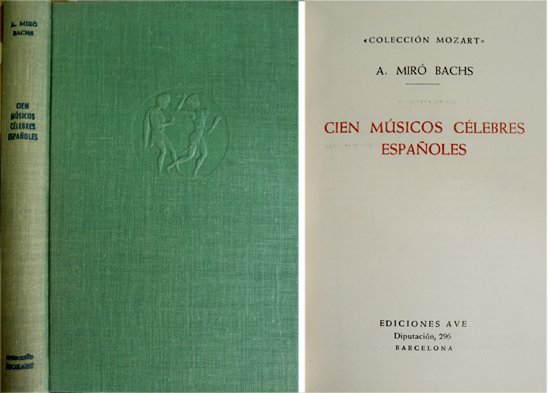 A. MIRÓ
BACHS
CIEN
MÚSICOS
CÉLEBRES
ESPAÑOLES
COLECCIÓN
MOZART
«COLECCIÓN MOZART»
A. MIRÓ BACHS
CIEN MÚSICOS CÉLEBRES
ESPAÑOLES
EDICIONES AVE
Diputación, 296
BARCELONA